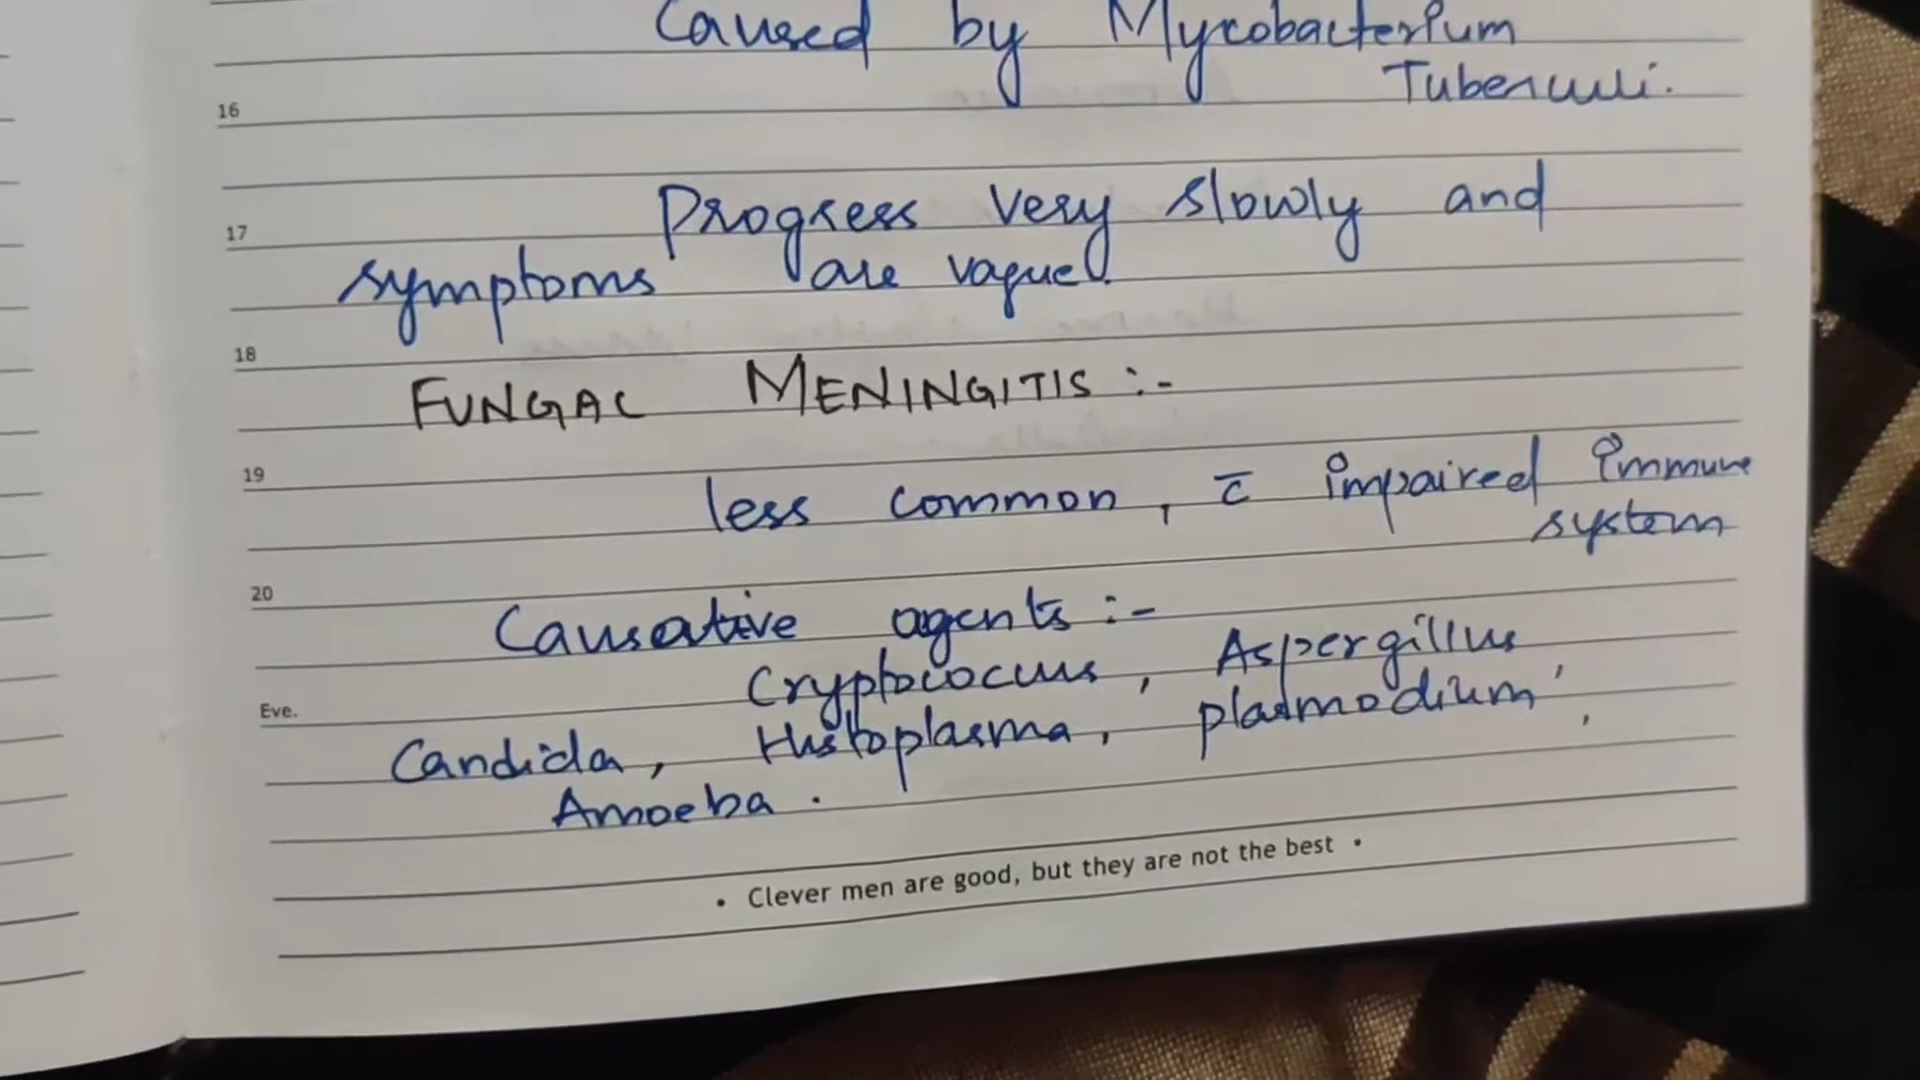 Caused by Mycobacterium
Tuberculi.
16
Progress very slowly and
17
symptoms are vague.
18
FUNGAL MENINGITIS :-
19
less common, c̄ impaired immune
system
20
Causative agents :-
Cryptococcus, Aspergillus,
Eve.
Candida, Histoplasma, plasmodium,
Amoeba.
• Clever men are good, but they are not the best •